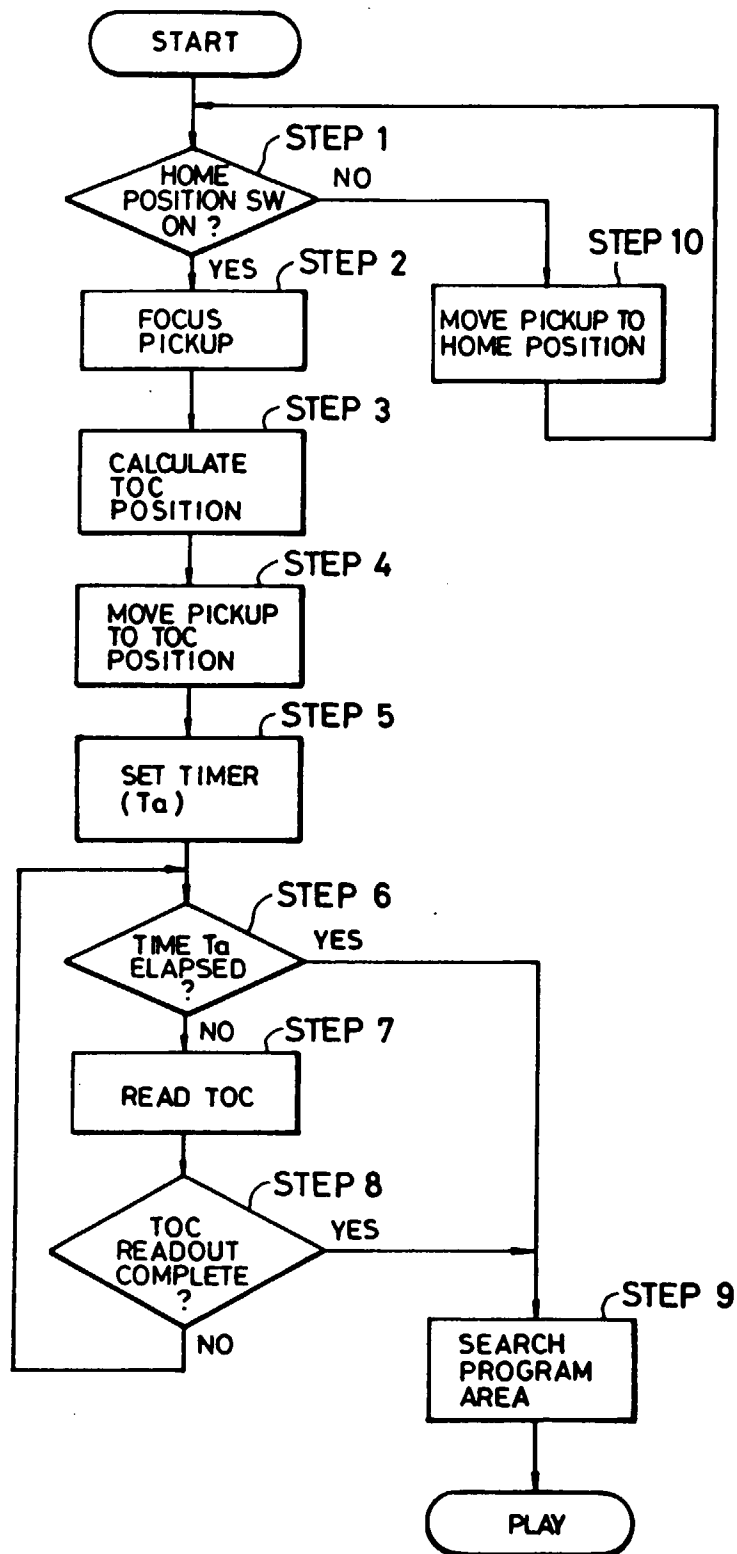 START
STEP 1
HOME
POSITION SW
ON ?
NO
YES
STEP 2
FOCUS
PICKUP
STEP 10
MOVE PICKUP TO
HOME POSITION
STEP 3
CALCULATE
TOC
POSITION
STEP 4
MOVE PICKUP
TO TOC
POSITION
STEP 5
SET TIMER
(Ta)
STEP 6
TIME Ta
ELAPSED
?
YES
NO
STEP 7
READ TOC
STEP 8
TOC
READOUT
COMPLETE
?
YES
NO
STEP 9
SEARCH
PROGRAM
AREA
PLAY